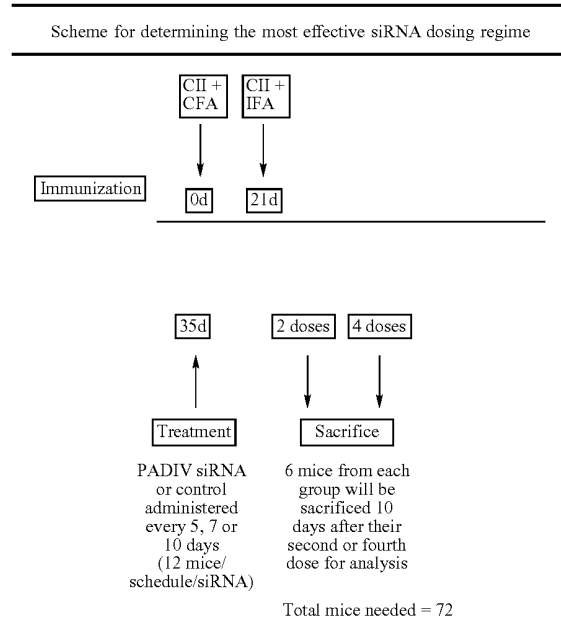 Scheme for determining the most effective siRNA dosing regime
CII +
CFA
CII +
IFA
Immunization
0d
21d
35d
2 doses
4 doses
Treatment
Sacrifice
PADIV siRNA
or control
administered
every 5, 7 or
10 days
(12 mice/
schedule/siRNA)
6 mice from each
group will be
sacrificed 10
days after their
second or fourth
dose for analysis
Total mice needed = 72